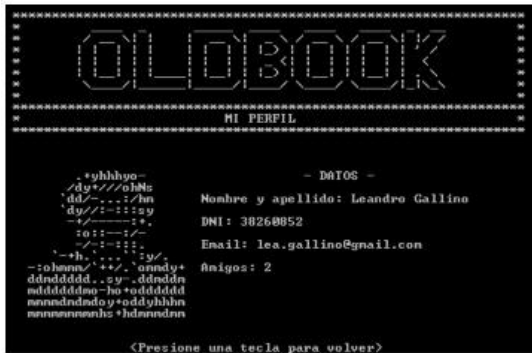 OLDBOOK
MI PERFIL
- DATOS -
Nombre y apellido: Leandro Gallino
DNI: 38260852
Email: lea.gallino@gmail.com
Amigos: 2
<Presione una tecla para volver>